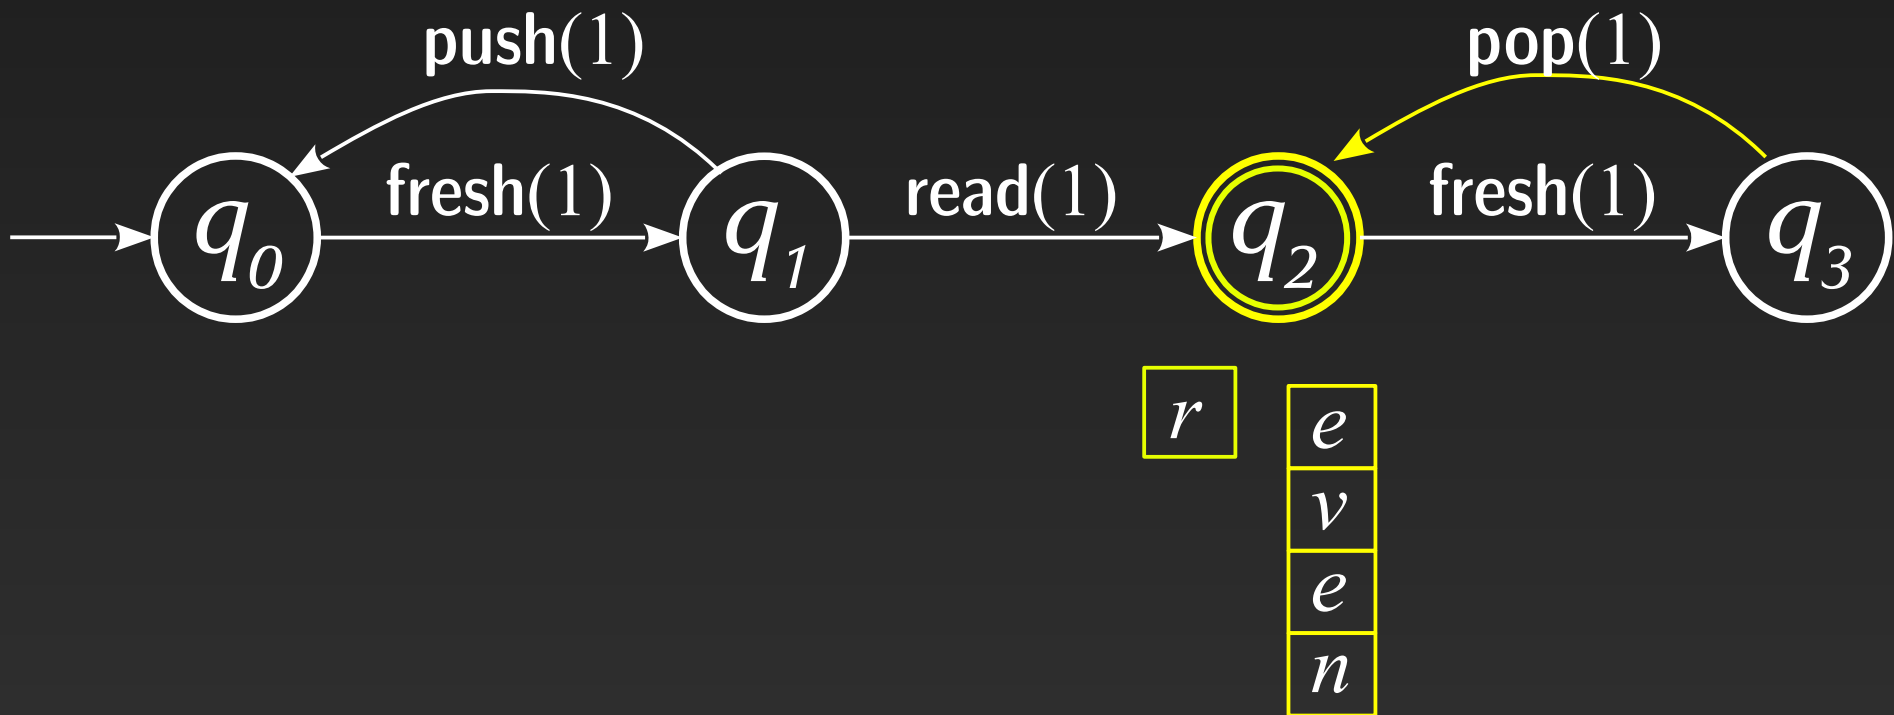 push(1) pop(1)
fresh(1) read(1) fresh(1)
q0 q1 q2 q3
r e
v
e
n